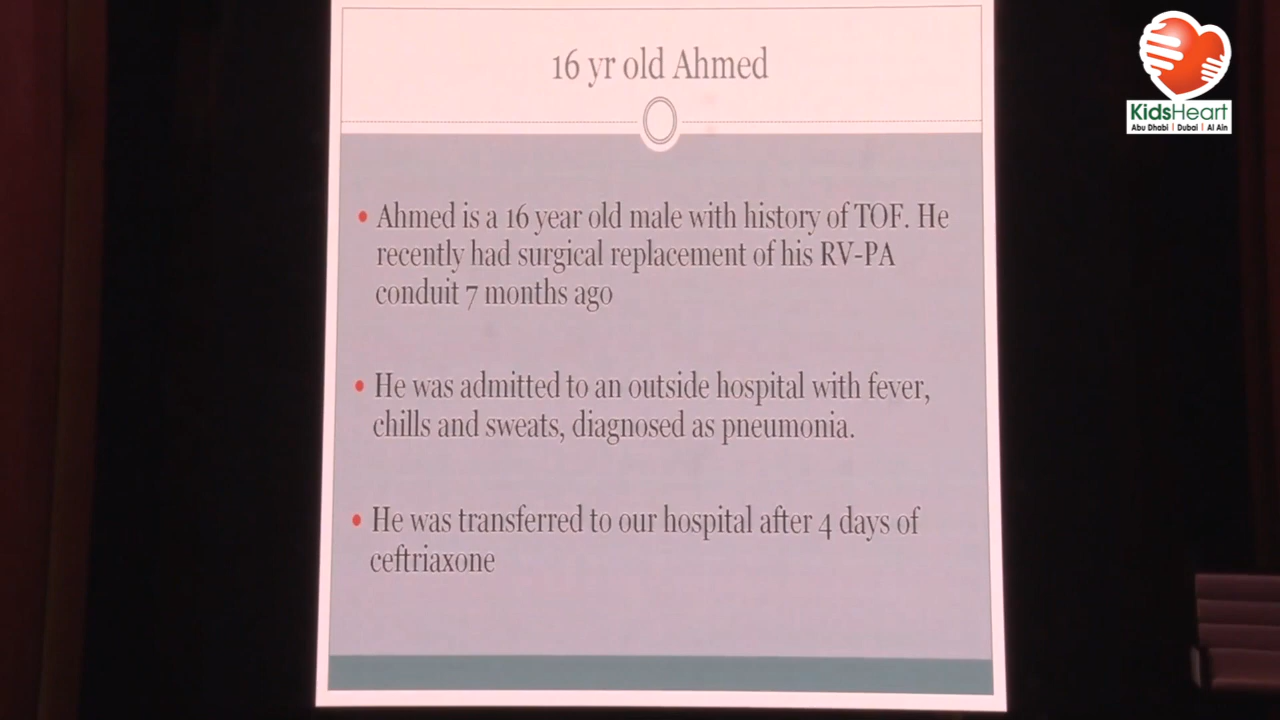 16 yr old Ahmed
KidsHeart
Abu Dhabi | Dubai | Al Ain
• Ahmed is a 16 year old male with history of TOF. He
recently had surgical replacement of his RV-PA
conduit 7 months ago
• He was admitted to an outside hospital with fever,
chills and sweats, diagnosed as pneumonia.
• He was transferred to our hospital after 4 days of
ceftriaxone